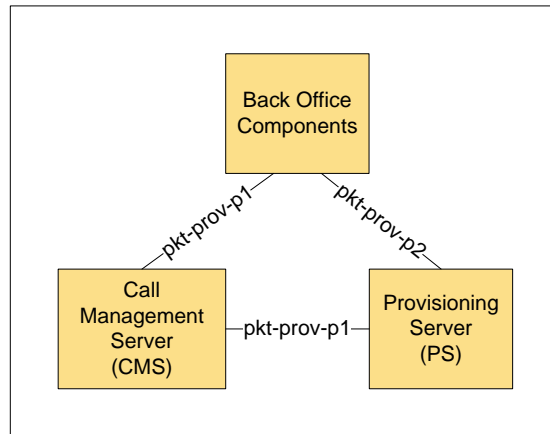 Back Office
Components
pkt-prov-p1
pkt-prov-p2
Call
Management
Server
(CMS)
pkt-prov-p1
Provisioning
Server
(PS)